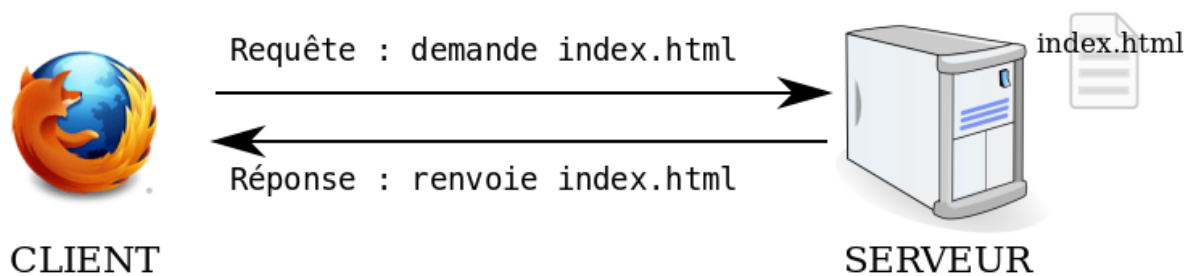 Requête : demande index.html
index.html
Réponse : renvoie index.html
CLIENT
SERVEUR